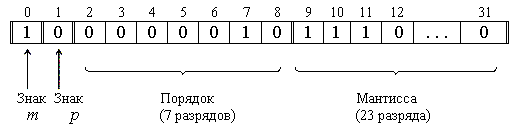 0 1 2 3 4 5 6 7 8 9 10 11 12 31
1 0 0 0 0 0 0 1 0 1 1 1 0 ... 0
Знак Знак Порядок Мантисса
m p (7 разрядов) (23 разряда)